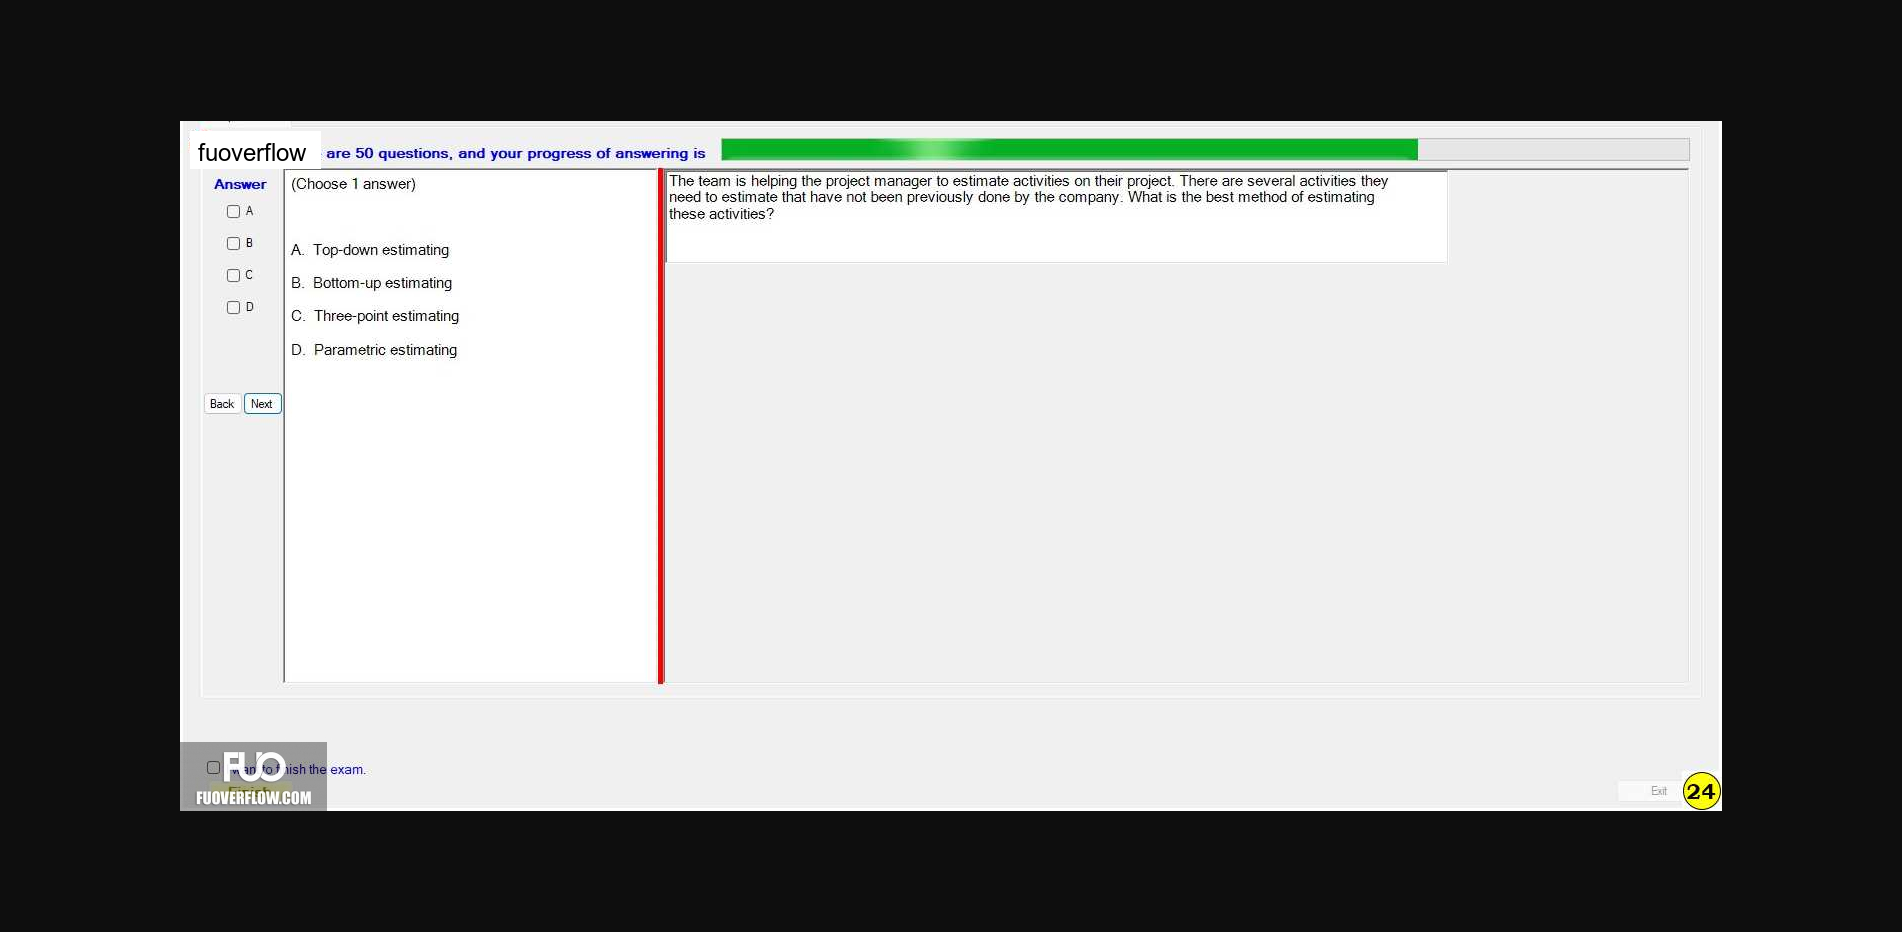 fuoverflow are 50 questions, and your progress of answering is
Answer
(Choose 1 answer)
A
B
C
D
A. Top-down estimating
B. Bottom-up estimating
C. Three-point estimating
D. Parametric estimating
Back Next
The team is helping the project manager to estimate activities on their project. There are several activities they
need to estimate that have not been previously done by the company. What is the best method of estimating
these activities?
FUO
want to finish the exam.
Finish
FUOVERFLOW.COM
Exit
24